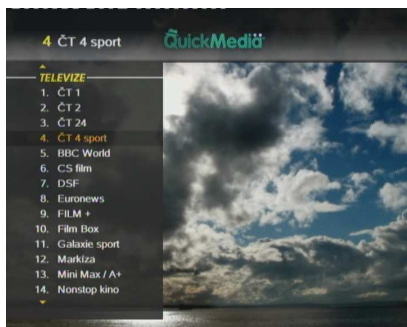 4 ČT 4 sport
QuickMedia
TELEVIZE
1. ČT 1
2. ČT 2
3. ČT 24
4. ČT 4 sport
5. BBC World
6. CS film
7. DSF
8. Euronews
9. FILM +
10. Film Box
11. Galaxie sport
12. Markíza
13. Mini Max / A+
14. Nonstop kino